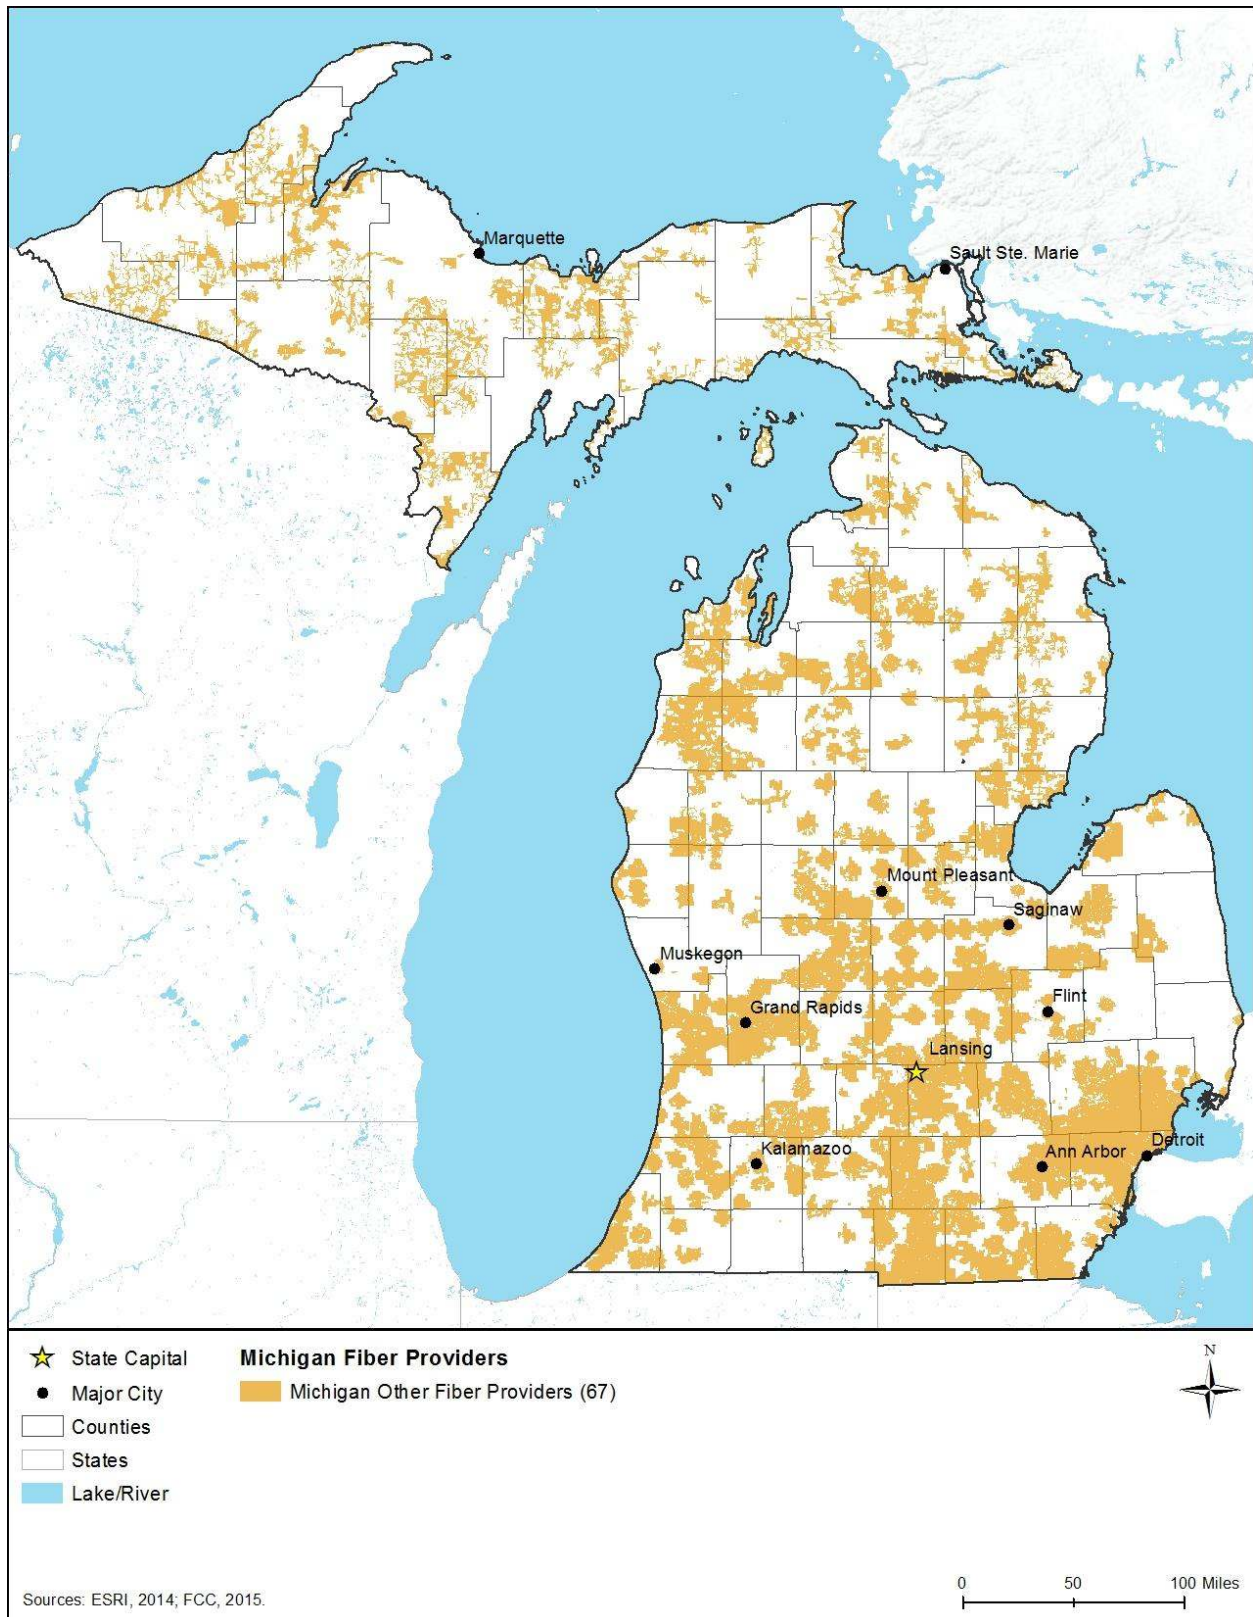 Marquette
Sault Ste. Marie
Mount Pleasant
Saginaw
Muskegon
Grand Rapids
Flint
Lansing
Kalamazoo
Ann Arbor
Detroit
State Capital
Major City
Counties
States
Lake/River
Michigan Fiber Providers
Michigan Other Fiber Providers (67)
N
Sources: ESRI, 2014; FCC, 2015.
0 50 100 Miles